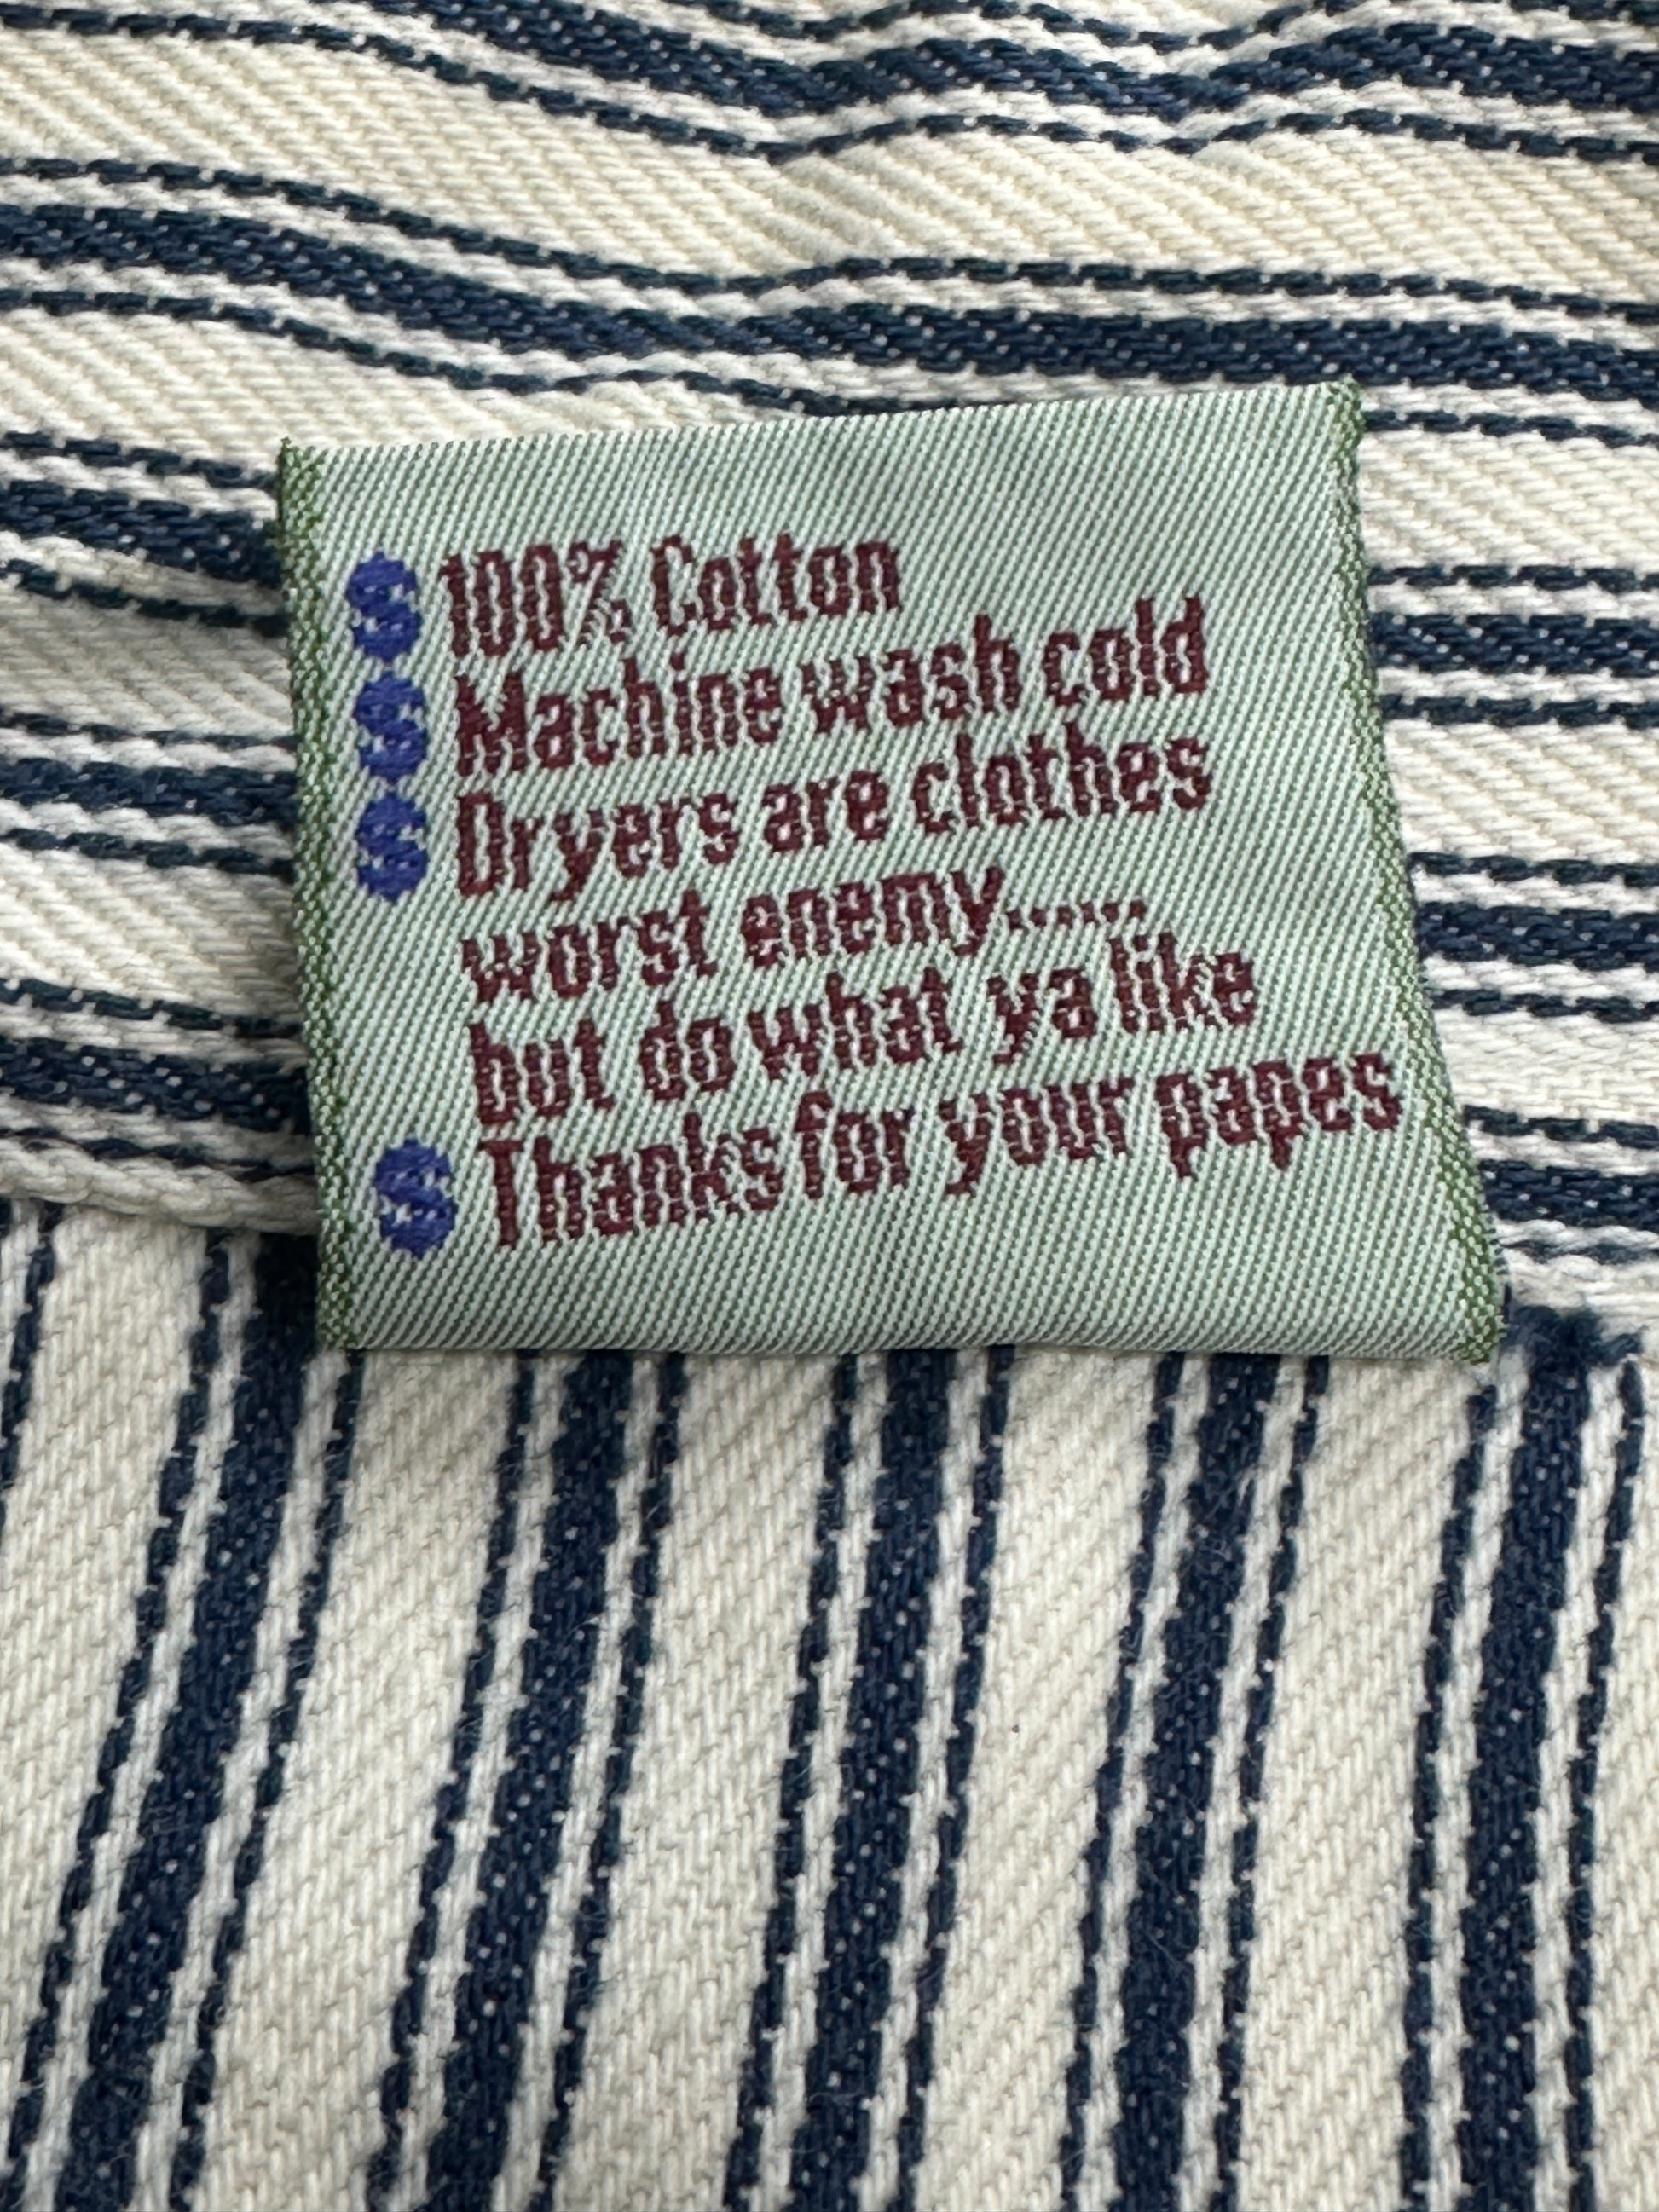 S 100% Cotton
S Machine wash cold
S Dryers are clothes
worst enemy......
but do what ya like
S Thanks for your papes